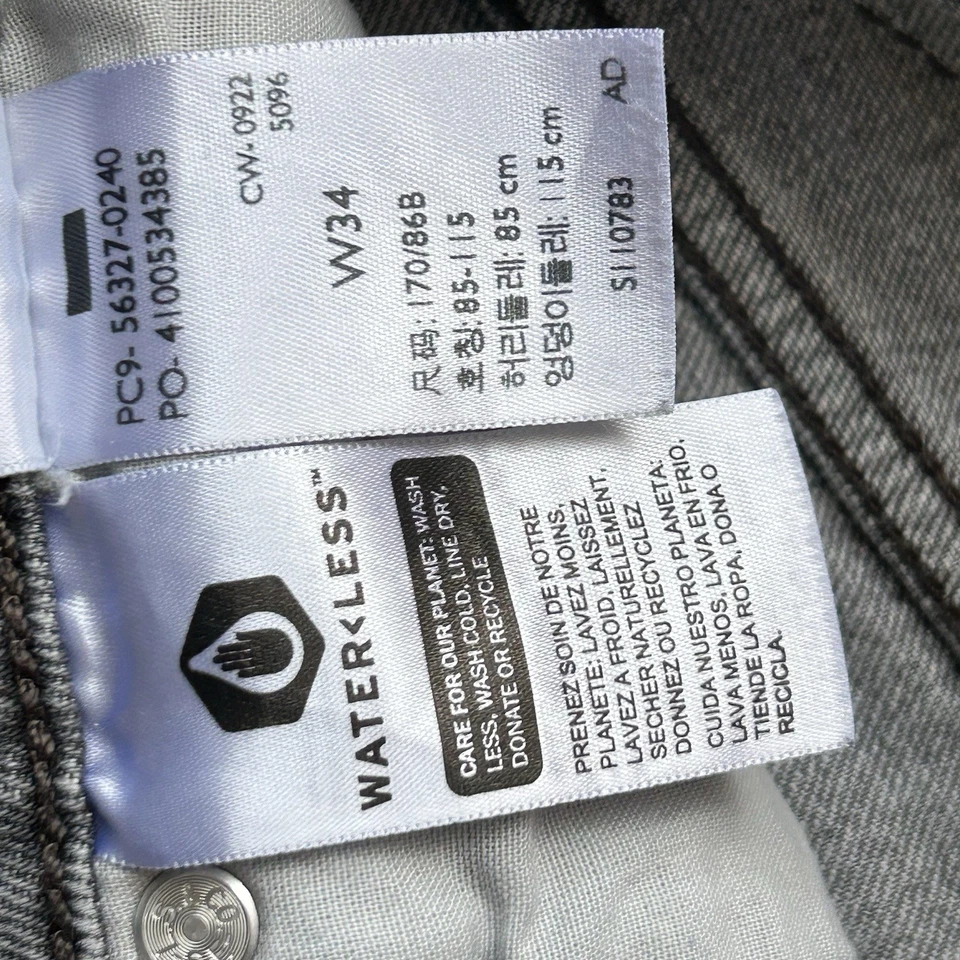 PC9- 56327-0240
PO- 4100534385
CW-0922
5096
W34
尺码: 170/86B
호칭: 85-115
허리둘레: 85 cm
엉덩이둘레: 115 cm
S110783 AD
WATER<LESS™
CARE FOR OUR PLANET: WASH
LESS, WASH COLD, LINE DRY,
DONATE OR RECYCLE
PRENEZ SOIN DE NOTRE
PLANETE: LAVEZ MOINS,
LAVEZ A FROID, LAISSEZ
SECHER NATURELLEMENT,
DONNEZ OU RECYCLEZ
CUIDA NUESTRO PLANETA:
LAVA MENOS, LAVA EN FRIO,
TIENDE LA ROPA, DONA O
RECICLA.